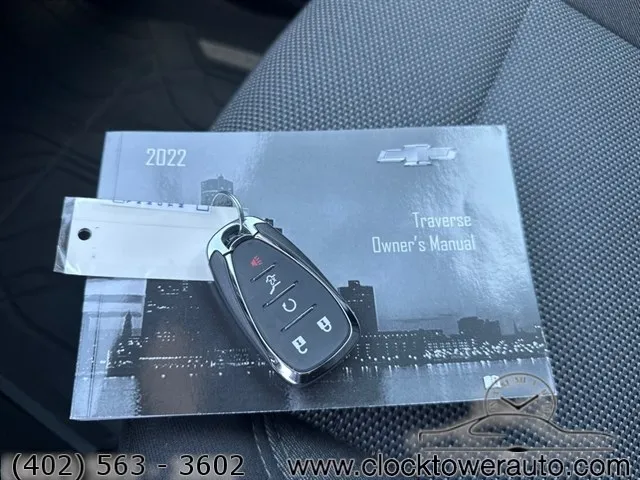 2022
Traverse
Owner's Manual
(402) 563 - 3602
www.clocktowerauto.com